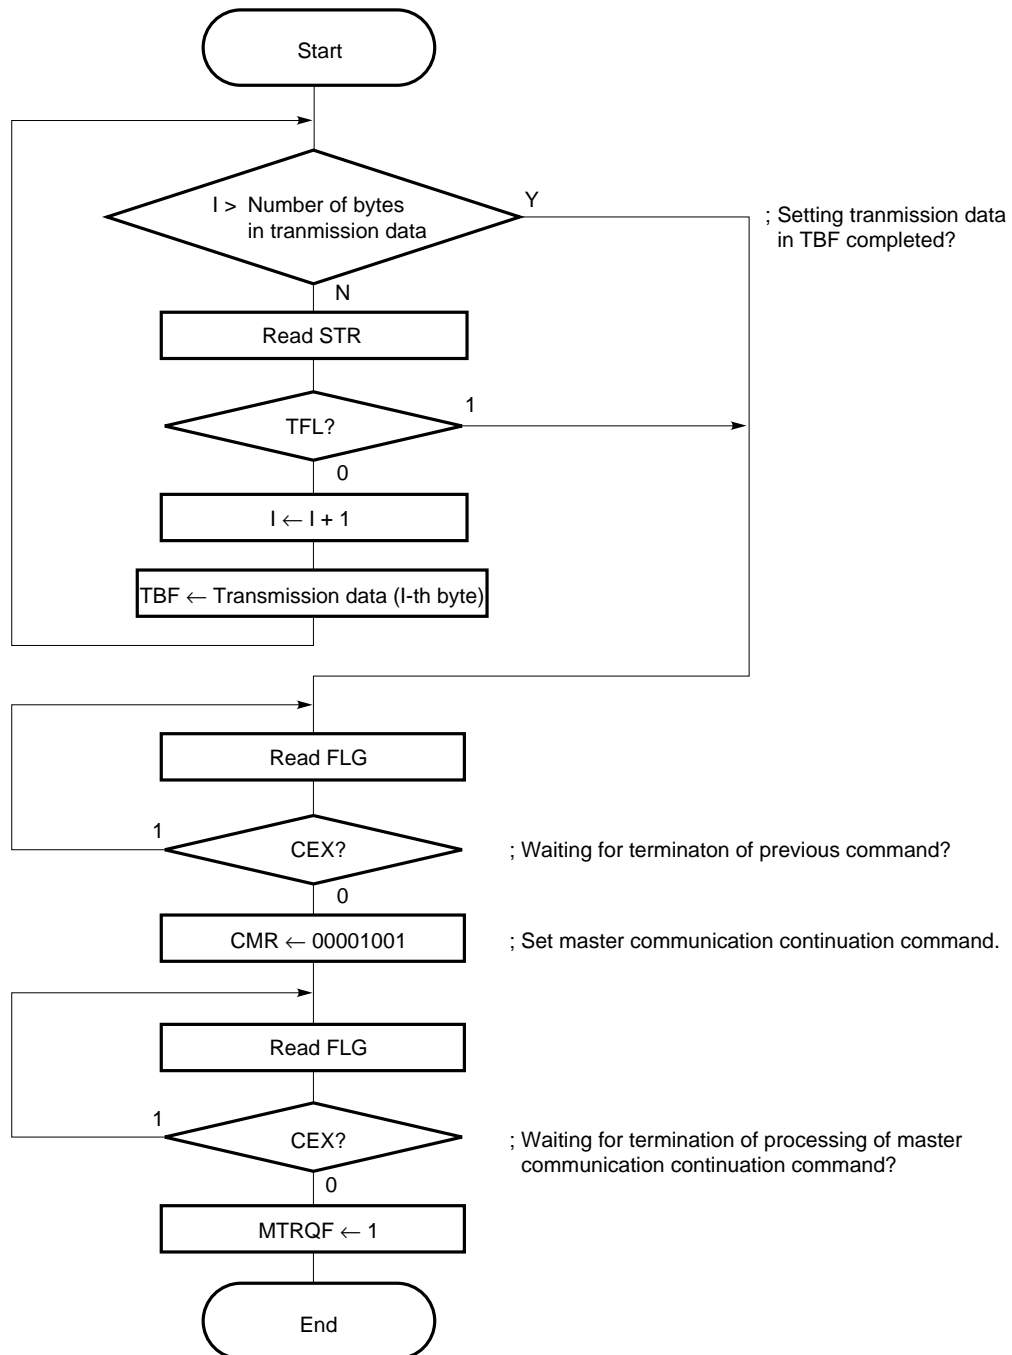 Start
I > Number of bytes
in tranmission data
Y
; Setting tranmission data
in TBF completed?
N
Read STR
TFL?
1
0
I ← I + 1
TBF ← Transmission data (I-th byte)
Read FLG
1
CEX?
; Waiting for terminaton of previous command?
0
CMR ← 00001001
; Set master communication continuation command.
Read FLG
1
CEX?
; Waiting for termination of processing of master
communication continuation command?
0
MTRQF ← 1
End